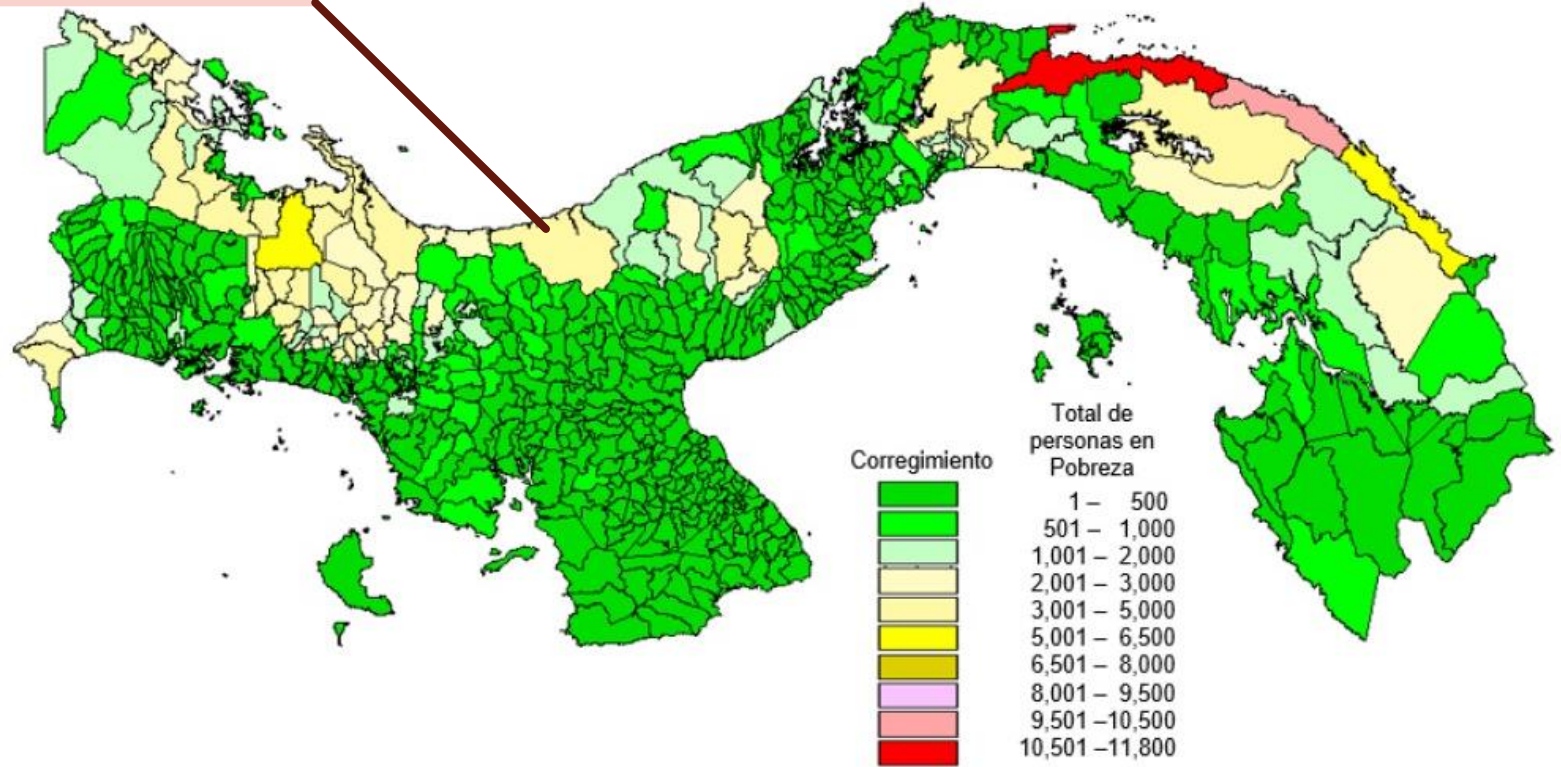 Corregimiento
Total de
personas en
Pobreza
1 – 500
501 – 1,000
1,001 – 2,000
2,001 – 3,000
3,001 – 5,000
5,001 – 6,500
6,501 – 8,000
8,001 – 9,500
9,501 –10,500
10,501 –11,800